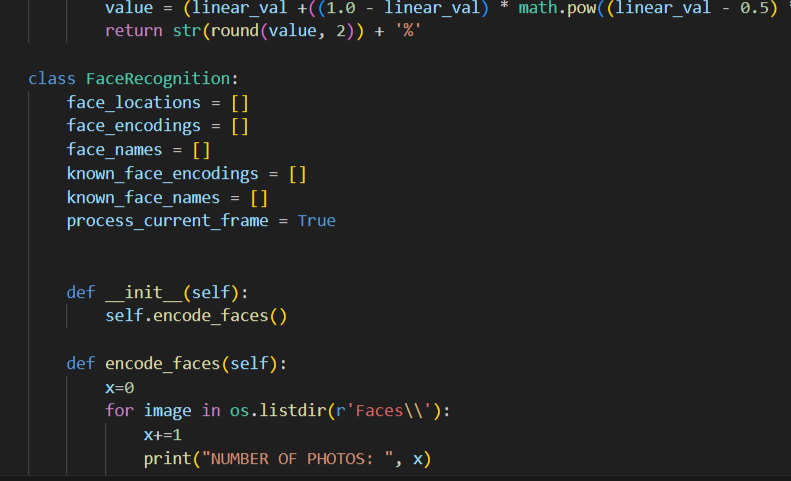 value = (linear_val +((1.0 - linear_val) * math.pow((linear_val - 0.5)
return str(round(value, 2)) + '%'
class FaceRecognition:
face_locations = []
face_encodings = []
face_names = []
known_face_encodings = []
known_face_names = []
process_current_frame = True
def __init__(self):
self.encode_faces()
def encode_faces(self):
x=0
for image in os.listdir(r'Faces\\'):
x+=1
print("NUMBER OF PHOTOS: ", x)